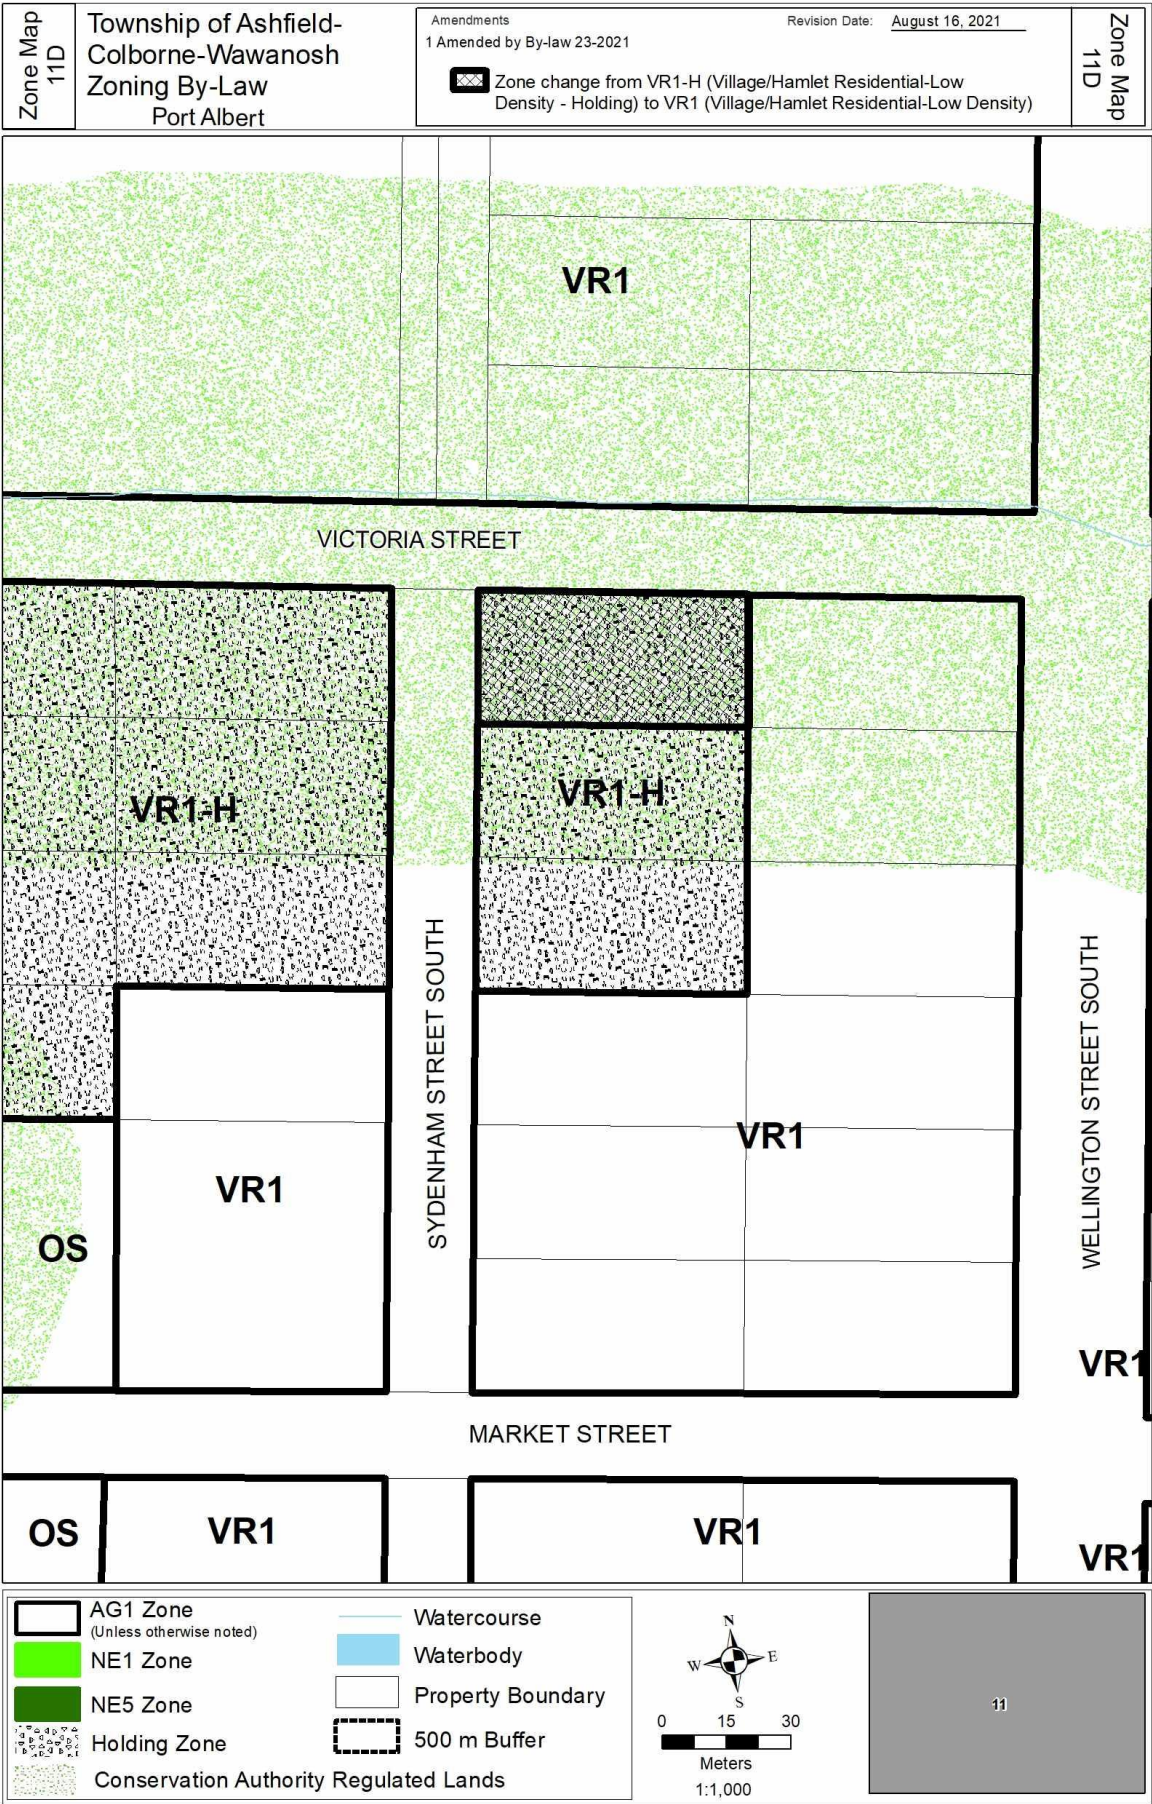 Zone Map
11D
Township of Ashfield-
Colborne-Wawanosh
Zoning By-Law
Port Albert
Amendments
Revision Date: August 16, 2021
1 Amended by By-law 23-2021
Zone change from VR1-H (Village/Hamlet Residential-Low
Density - Holding) to VR1 (Village/Hamlet Residential-Low Density)
Zone Map
11D
VR1
VICTORIA STREET
VR1-H
VR1-H
SYDENHAM STREET SOUTH
WELLINGTON STREET SOUTH
VR1
VR1
OS
VR1
MARKET STREET
OS
VR1
VR1
VR1
AG1 Zone
(Unless otherwise noted)
NE1 Zone
NE5 Zone
Holding Zone
Conservation Authority Regulated Lands
Watercourse
Waterbody
Property Boundary
500 m Buffer
N
W
E
S
0 15 30
Meters
1:1,000
11